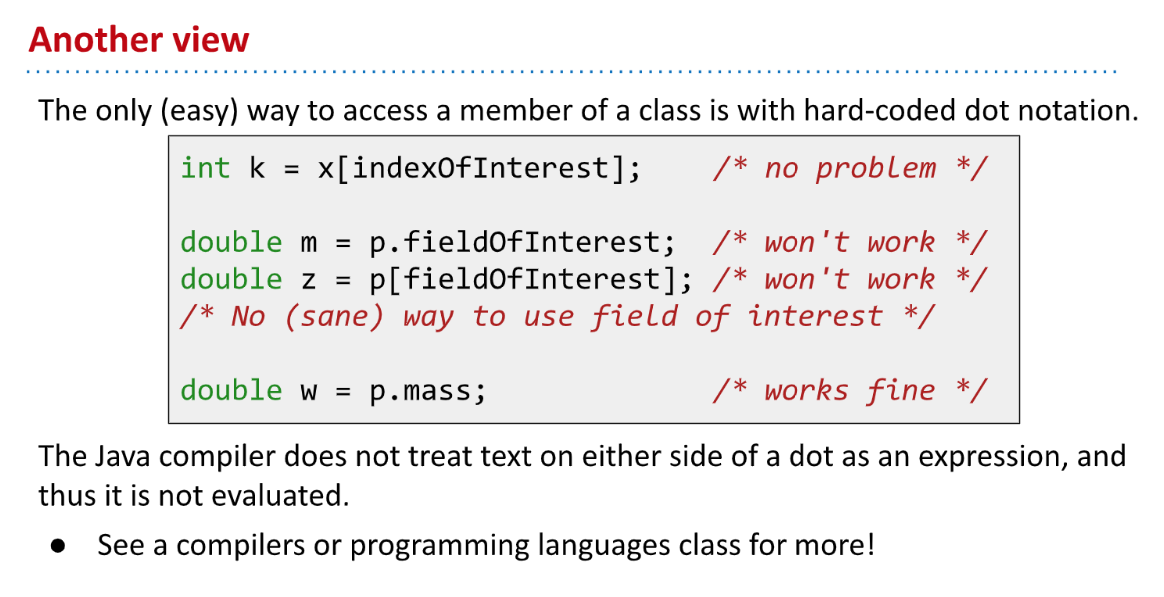 Another view
The only (easy) way to access a member of a class is with hard-coded dot notation.
int k = x[indexOfInterest];    /* no problem */
double m = p.fieldOfInterest;  /* won't work */
double z = p[fieldOfInterest]; /* won't work */
/* No (sane) way to use field of interest */
double w = p.mass;             /* works fine */
The Java compiler does not treat text on either side of a dot as an expression, and
thus it is not evaluated.
● See a compilers or programming languages class for more!